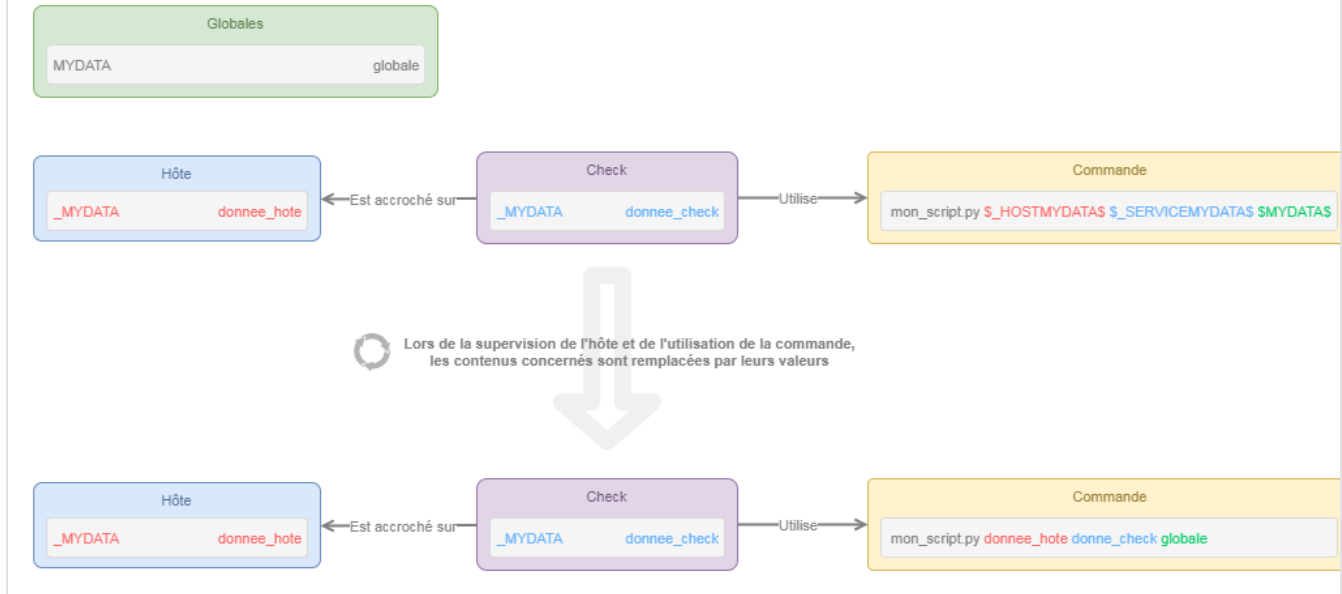 Globales
MYDATA globale
Hôte
_MYDATA donnee_hote
Est accroché sur
Check
_MYDATA donnee_check
Utilise
Commande
mon_script.py $_HOSTMYDATA$ $_SERVICEMYDATA$ $MYDATA$
Lors de la supervision de l'hôte et de l'utilisation de la commande,
les contenus concernés sont remplacées par leurs valeurs
Hôte
_MYDATA donnee_hote
Est accroché sur
Check
_MYDATA donnee_check
Utilise
Commande
mon_script.py donnee_hote donne_check globale